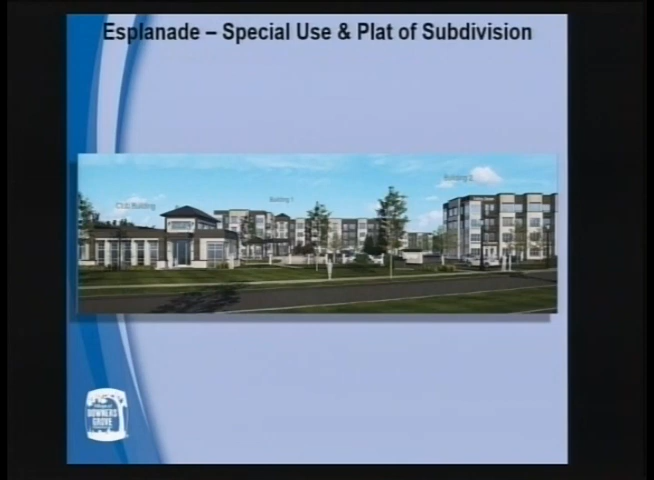 Esplanade – Special Use & Plat of Subdivision
Club Building
Building 1
Building 2
DOWNERS
GROVE